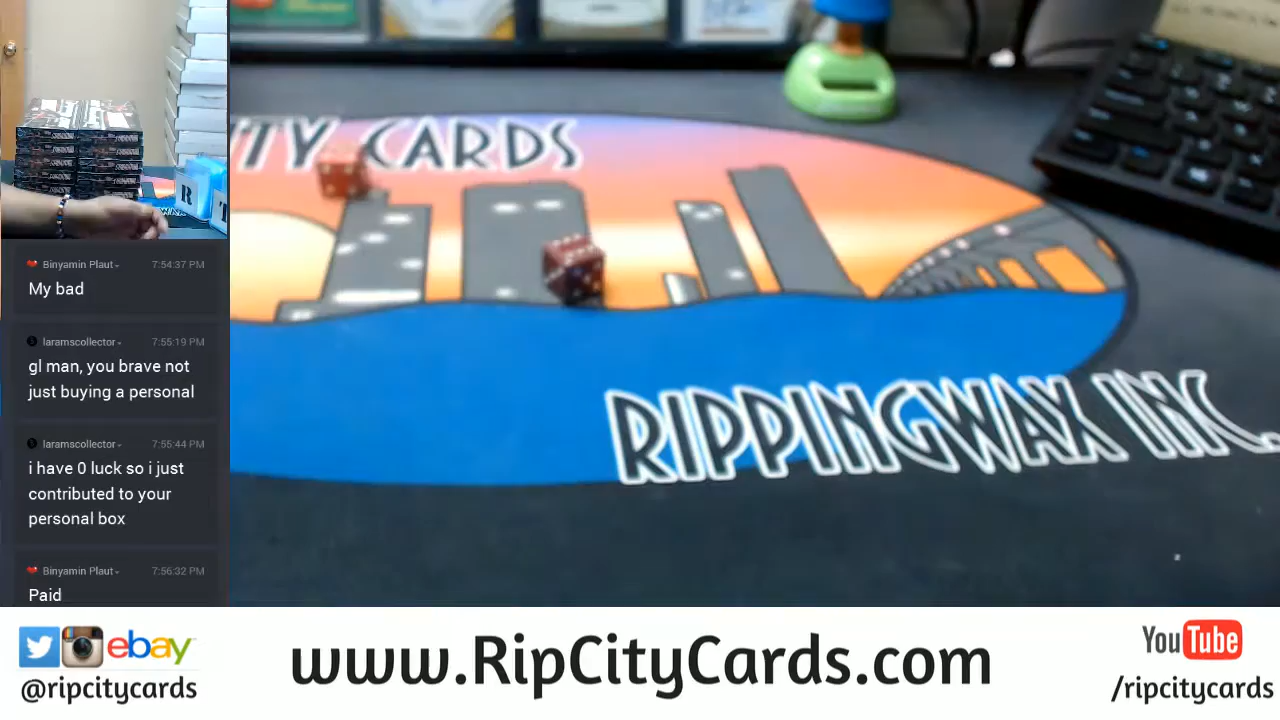 Binyamin Plaut 7:54:37 PM
My bad
laramscollector 7:55:19 PM
gl man, you brave not
just buying a personal
laramscollector 7:55:44 PM
i have 0 luck so i just
contributed to your
personal box
Binyamin Plaut 7:56:32 PM
Paid
ITY CARDS
RIPPINGWAX INC.
R
ebay
@ripcitycards
www.RipCityCards.com
YouTube
/ripcitycards